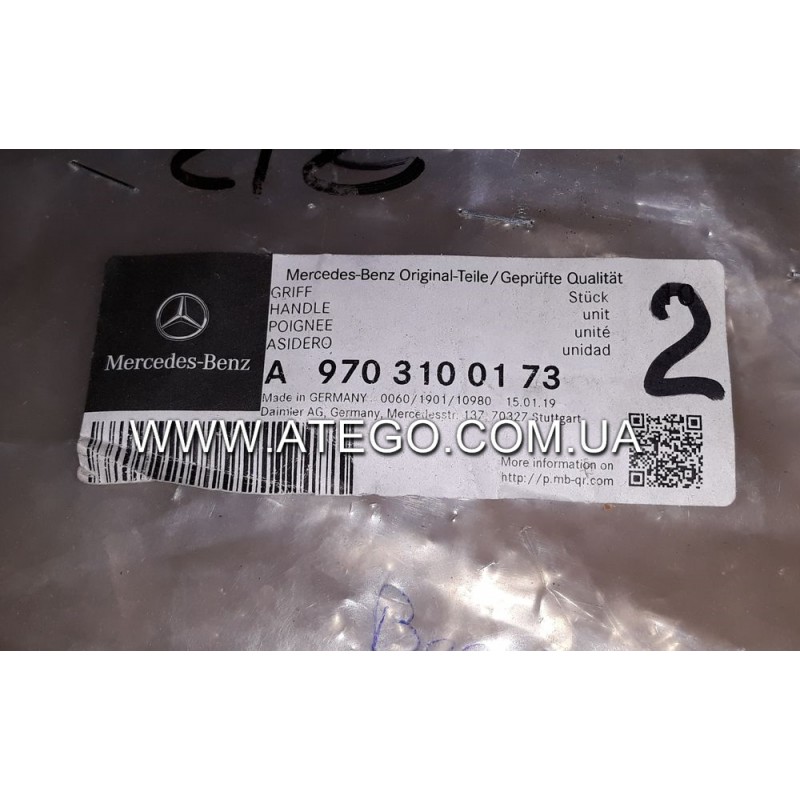 Mercedes-Benz
Mercedes-Benz Original-Teile/Geprüfte Qualität
GRIFF
HANDLE
POIGNEE
ASIDERO
Stück
unit
unité
unidad
2
A 970 310 01 73
Made in GERMANY 0060/1901/10980 15.01.19
Daimler AG, Germany, Mercedesstr. 137, 70327 Stuttgart
WWW.ATEGO.COM.UA
More information on
http://p.mb-qr.com